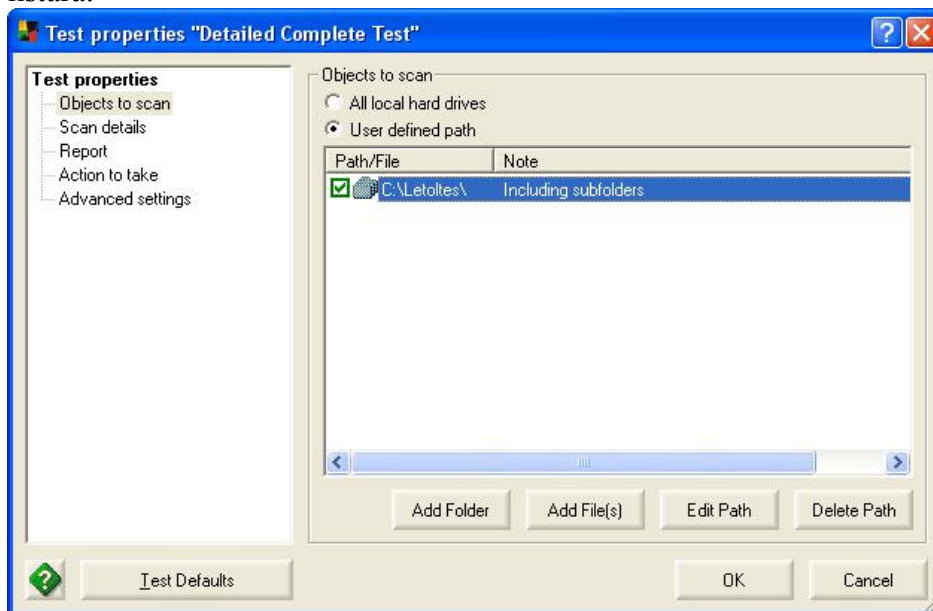 Test properties "Detailed Complete Test"
Test properties
Objects to scan
Scan details
Report
Action to take
Advanced settings
Objects to scan
All local hard drives
User defined path
Path/File Note
C:\Letoltes\ Including subfolders
Add Folder Add File(s) Edit Path Delete Path
Test Defaults OK Cancel